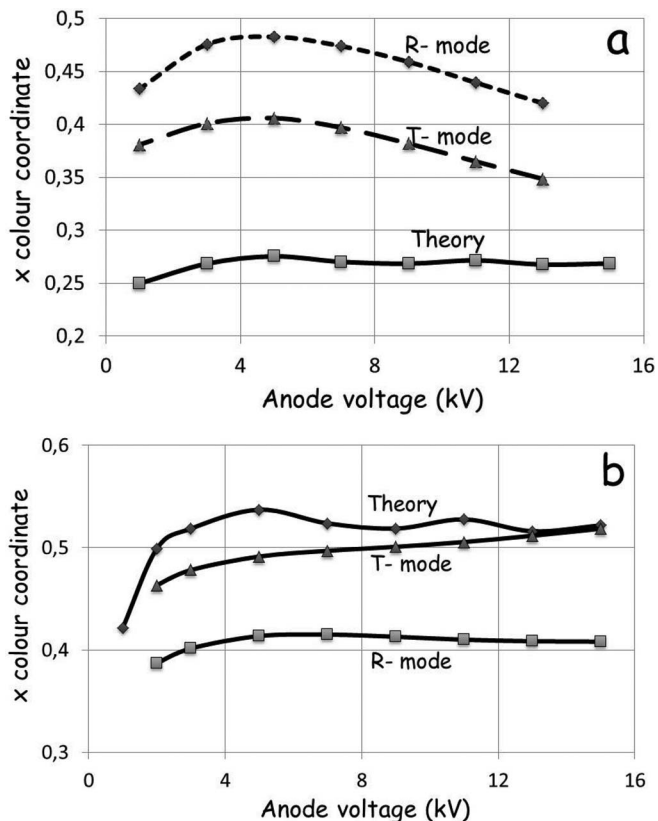 0,5
a
R- mode
0,45
0,4
T- mode
0,35
0,3
Theory
0,25
0,2
x colour coordinate
0 4 8 12 16
Anode voltage (kV)
0,6
b
Theory
0,5
T- mode
0,4
R- mode
0,3
x colour coordinate
0 4 8 12 16
Anode voltage (kV)